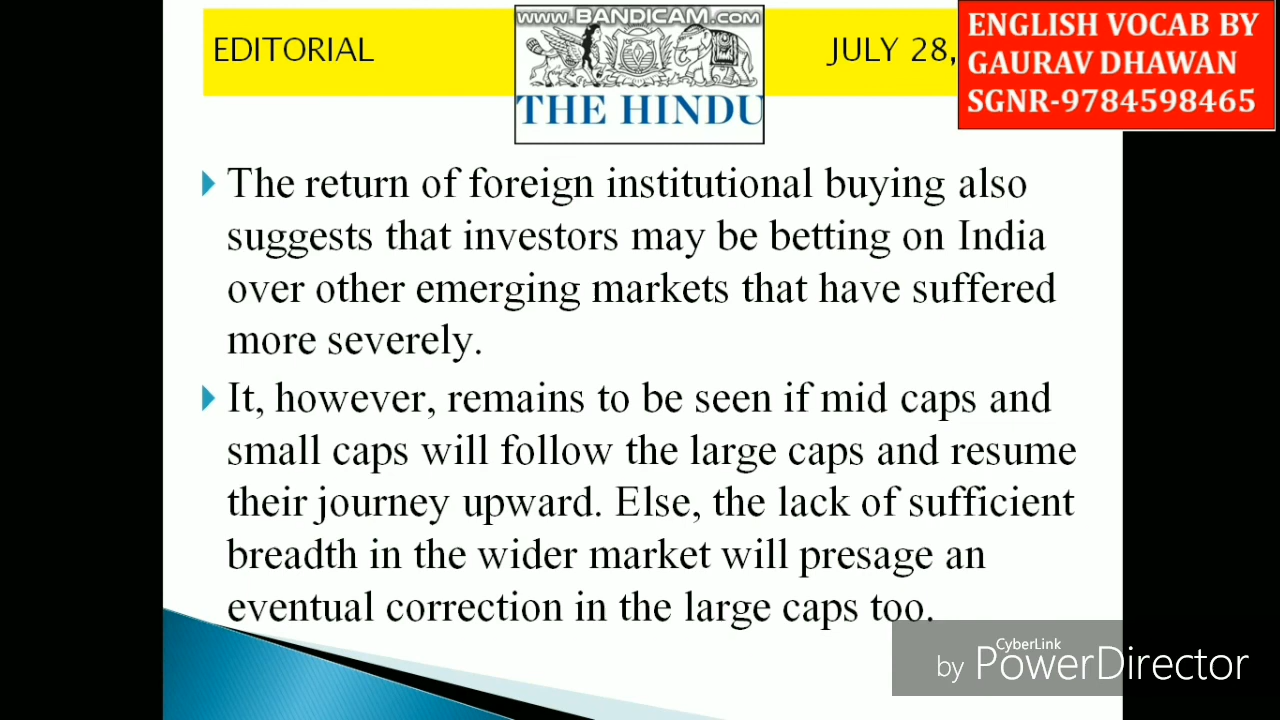 www.BANDICAM.com
EDITORIAL
JULY 28,
THE HINDU
ENGLISH VOCAB BY
GAURAV DHAWAN
SGNR-9784598465
The return of foreign institutional buying also
suggests that investors may be betting on India
over other emerging markets that have suffered
more severely.
It, however, remains to be seen if mid caps and
small caps will follow the large caps and resume
their journey upward. Else, the lack of sufficient
breadth in the wider market will presage an
eventual correction in the large caps too.
CyberLink
by PowerDirector